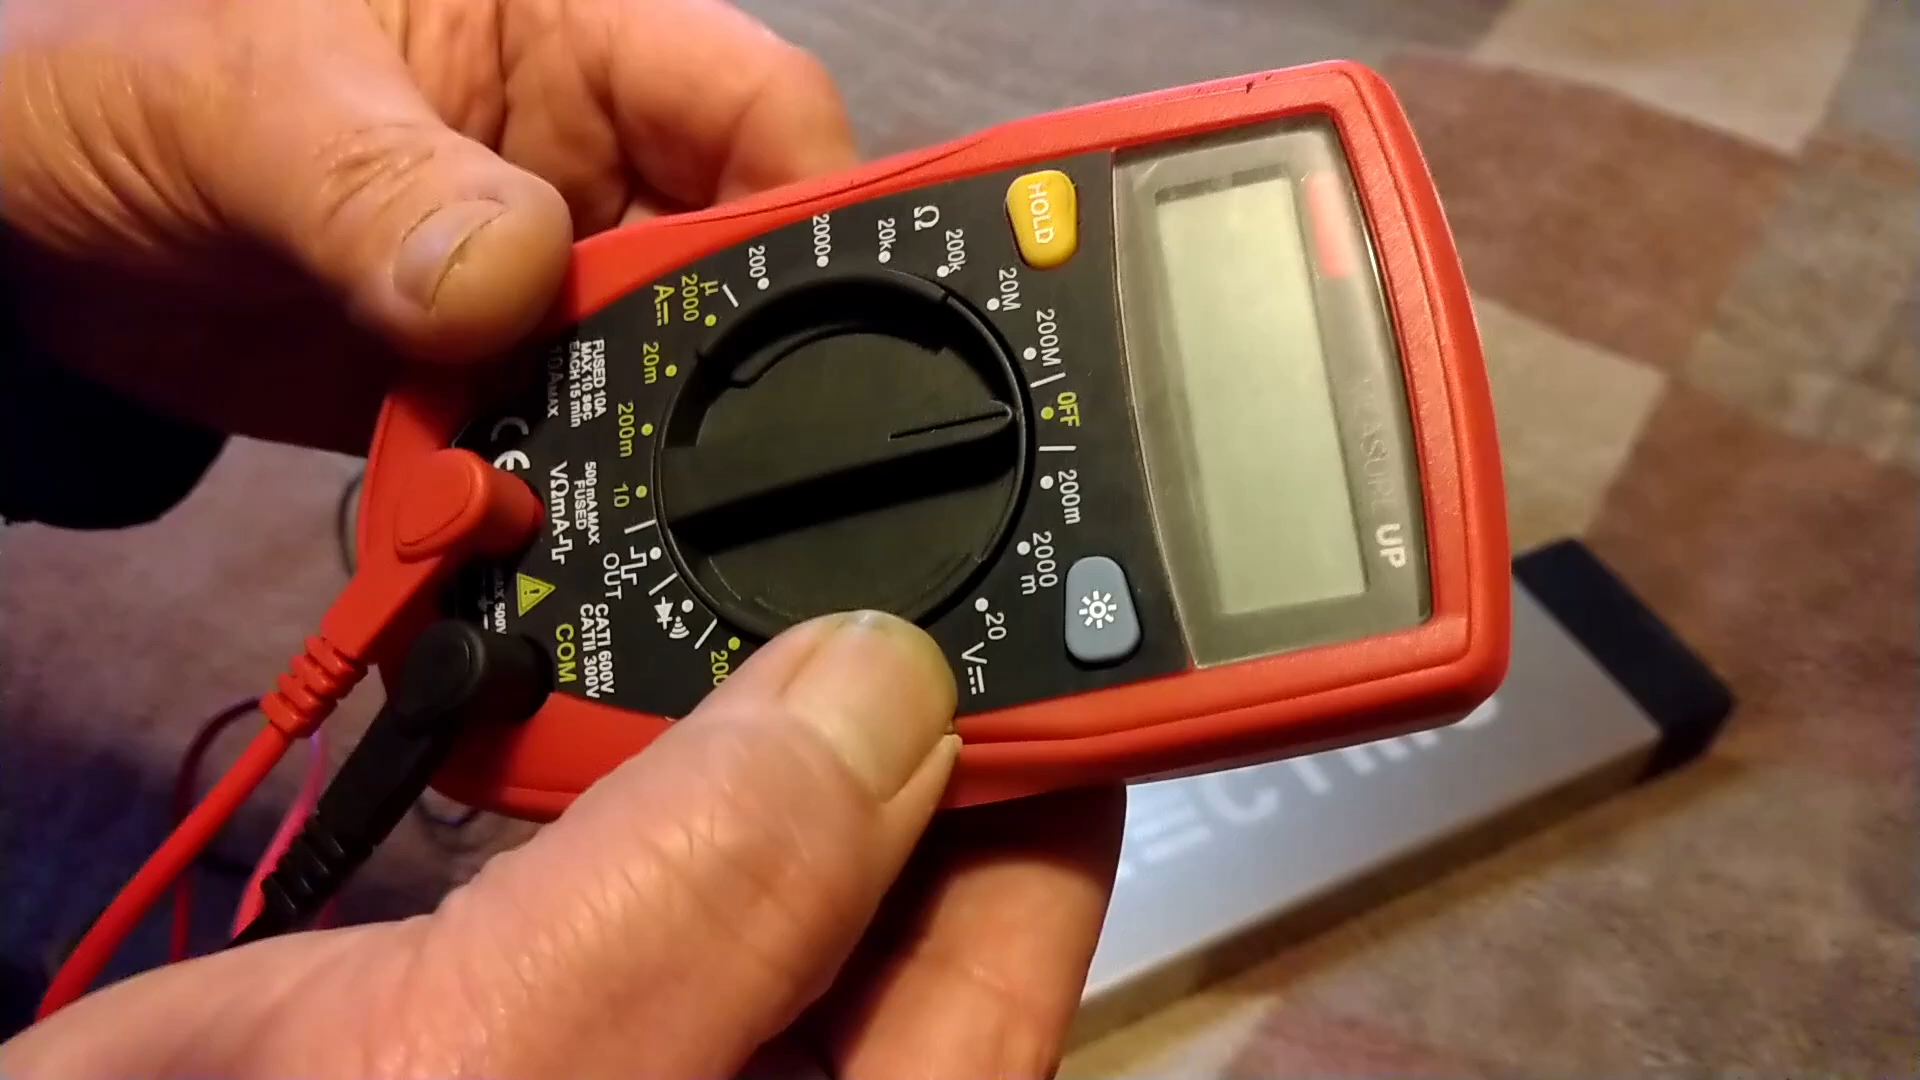 HOLD
MEASURE UP
OFF
200m
2000
m
20
V
200M
20M
200k
Ω
20k
2000
200
μ
2000
A
20m
200m
10
OUT
FUSED 10A
MAX 10 sec
EACH 15 min
10A MAX
CE
500 mA MAX
FUSED
VΩmA
500V
CATI 600V
CATII 300V
COM